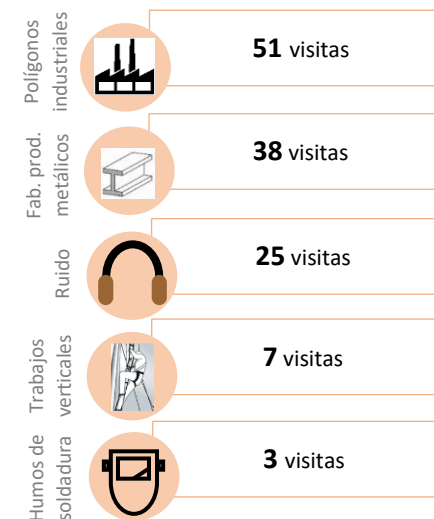 Polígonos
industriales
51 visitas
Fab. prod.
metálicos
38 visitas
Ruido
25 visitas
Trabajos
verticales
7 visitas
Humos de
soldadura
3 visitas